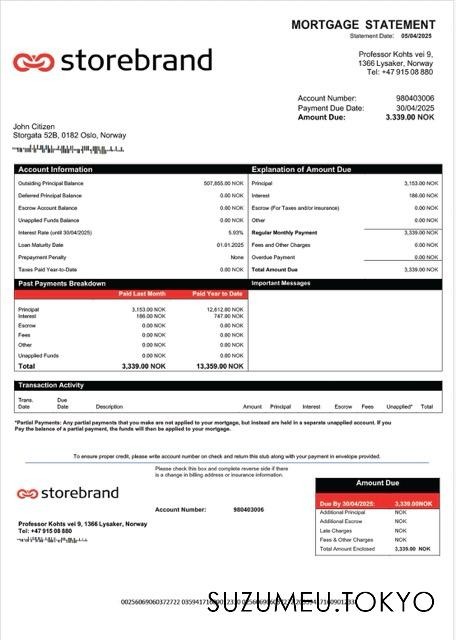 MORTGAGE STATEMENT
Statement Date: 05/04/2025
storebrand
Professor Kohts vei 9,
1366 Lysaker, Norway
Tel: +47 915 08 880
Account Number: 980403006
Payment Due Date: 30/04/2025
Amount Due: 3.339.00 NOK
John Citizen
Storgata 52B, 0182 Oslo, Norway
Account Information
Outsiding Principal Balance 507,855.00 NOK
Deferred Principal Balance 0.00 NOK
Escrow Account Balance 0.00 NOK
Unapplied Funds Balance 0.00 NOK
Interest Rate (until 30/04/2025) 5.93%
Loan Maturity Date 01.01.2025
Prepayment Penalty None
Taxes Paid Year-to-Date 0.00 NOK
Explanation of Amount Due
Principal 3,153.00 NOK
Interest 186.00 NOK
Escrow (For Taxes and/or insurance) 0.00 NOK
Other 0.00 NOK
Regular Monthly Payment 3,339.00 NOK
Fees and Other Charges 0.00 NOK
Overdue Payment 0.00 NOK
Total Amount Due 3,339.00 NOK
Past Payments Breakdown
Paid Last Month Paid Year to Date
Principal 3,153.00 NOK 12,612.00 NOK
Interest 186.00 NOK 747.00 NOK
Escrow 0.00 NOK 0.00 NOK
Fees 0.00 NOK 0.00 NOK
Other 0.00 NOK 0.00 NOK
Unapplied Funds 0.00 NOK 0.00 NOK
Total 3,339.00 NOK 13,359.00 NOK
Important Messages
Transaction Activity
Trans. Date Due Date Description Amount Principal Interest Escrow Fees Unapplied* Total
*Partial Payments: Any partial payments that you make are not applied to your mortgage, but instead are held in a separate unapplied account. If you
Pay the balance of a partial payment, the funds will then be applied to your mortgage.
To ensure proper credit, please write account number on check and return this stub along with your payment in envelope provided.
Please check this box and complete reverse side if there
is a change in billing address or insurance information.
storebrand
Account Number: 980403006
Professor Kohts vei 9, 1366 Lysaker, Norway
Tel: +47 915 08 880
Amount Due
Due By 30/04/2025: 3,339.00NOK
Additional Principal NOK
Additional Escrow NOK
Late Charges NOK
Fees & Other Charges NOK
Total Amount Enclosed 3,339.00 NOK
SUZUMEU.TOKYO